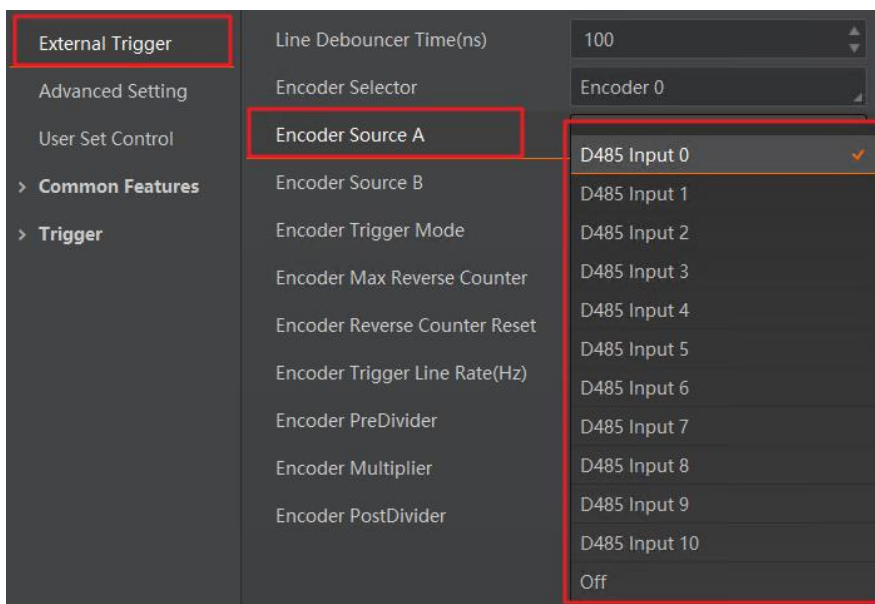 External Trigger
Advanced Setting
User Set Control
> Common Features
> Trigger
Line Debouncer Time(ns)
100
Encoder Selector
Encoder 0
Encoder Source A
Encoder Source B
Encoder Trigger Mode
Encoder Max Reverse Counter
Encoder Reverse Counter Reset
Encoder Trigger Line Rate(Hz)
Encoder PreDivider
Encoder Multiplier
Encoder PostDivider
D485 Input 0
D485 Input 1
D485 Input 2
D485 Input 3
D485 Input 4
D485 Input 5
D485 Input 6
D485 Input 7
D485 Input 8
D485 Input 9
D485 Input 10
Off